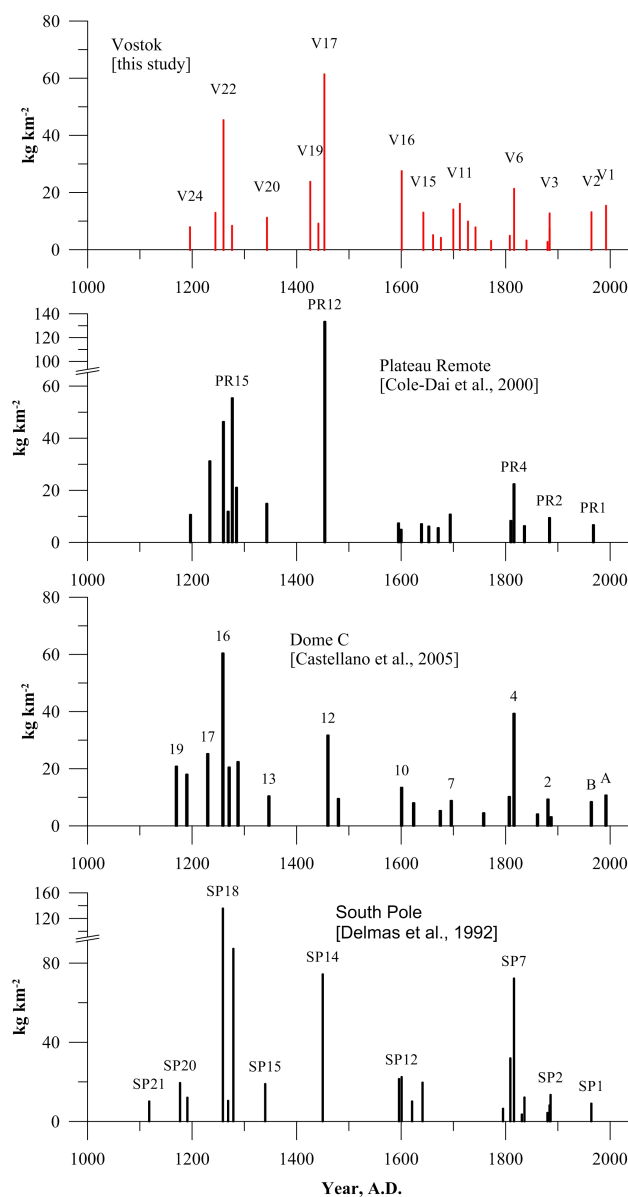 80
60
40
20
0
kg km-2
Vostok
[this study]
V24
V22
V20
V19
V17
V16
V15
V11
V6
V3
V2
V1
1000 1200 1400 1600 1800 2000
140
120
100
60
40
20
0
kg km-2
Plateau Remote
[Cole-Dai et al., 2000]
PR15
PR12
PR4
PR2
PR1
1000 1200 1400 1600 1800 2000
80
60
40
20
0
kg km-2
Dome C
[Castellano et al., 2005]
19
17
16
13
12
10
7
4
2
B
A
1000 1200 1400 1600 1800 2000
160
120
80
40
0
kg km-2
South Pole
[Delmas et al., 1992]
SP21
SP20
SP18
SP15
SP14
SP12
SP7
SP2
SP1
1000 1200 1400 1600 1800 2000
Year, A.D.